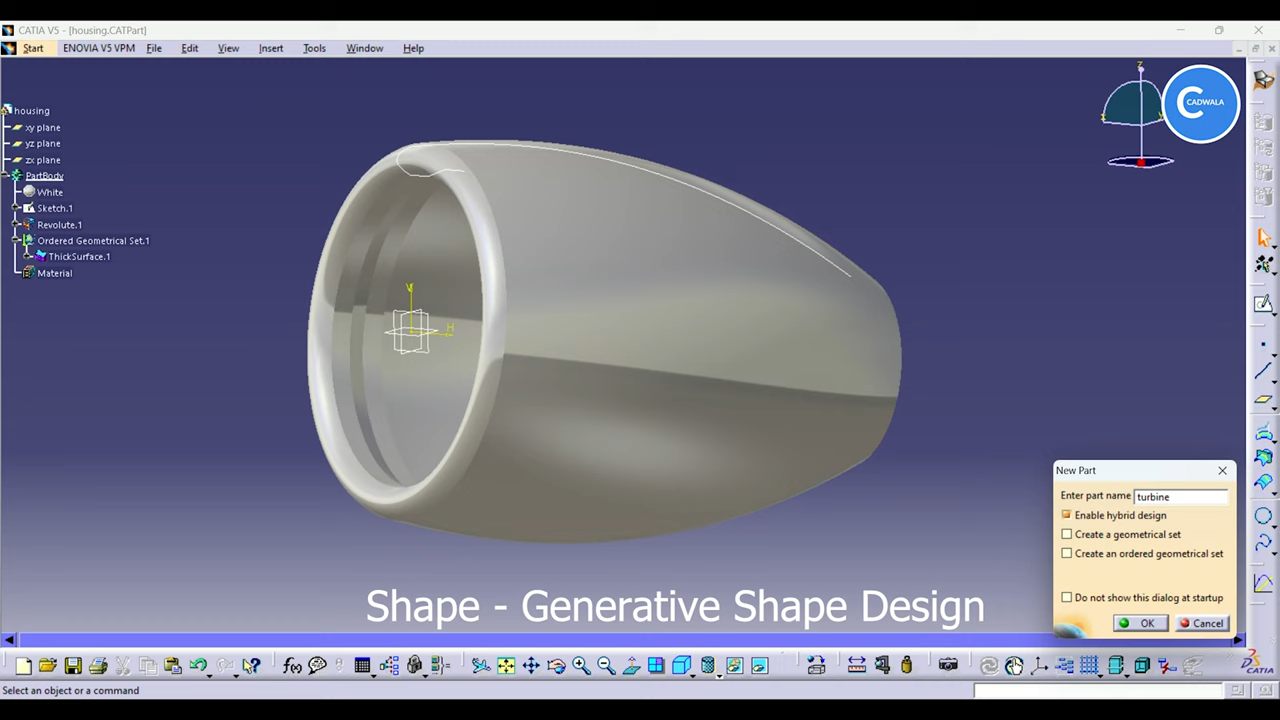 CATIA V5 - [housing.CATPart]
Start ENOVIA V5 VPM File Edit View Insert Tools Window Help
housing
xy plane
yz plane
zx plane
PartBody
White
Sketch.1
Revolute.1
Ordered Geometrical Set.1
ThickSurface.1
Material
z
CADWALA
V
H
New Part
Enter part name turbine
Enable hybrid design
Create a geometrical set
Create an ordered geometrical set
Do not show this dialog at startup
OK Cancel
Shape - Generative Shape Design
f(x)
CATIA
Select an object or a command